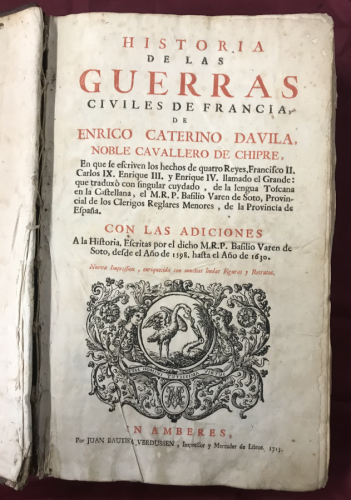 HISTORIA
DE LAS
GUERRAS
CIVILES DE FRANCIA,
DE
ENRICO CATERINO DAVILA,
NOBLE CAVALLERO DE CHIPRE,
En que se escriven los hechos de quatro Reyes, Francisco II.
Carlos IX. Enrique III. y Enrique IV. llamado el Grande:
que traduxò con singular cuydado, de la lengua Toscana
en la Castellana, el M.R.P. Basilio Varen de Soto, Provin-
cial de los Clerigos Reglares Menores, de la Provincia de
España.
CON LAS ADICIONES
A la Historia, Escritas por el dicho M.R.P. Basilio Varen de
Soto, desde el Año de 1598. hasta el Año de 1630.
Nueva Impression, enriquecida con muchas lindas Figuras y Retratos.
EN AMBERES,
Por JUAN BAUTISTA VERDUSSEN, Impressor y Mercader de Libros. 1713.